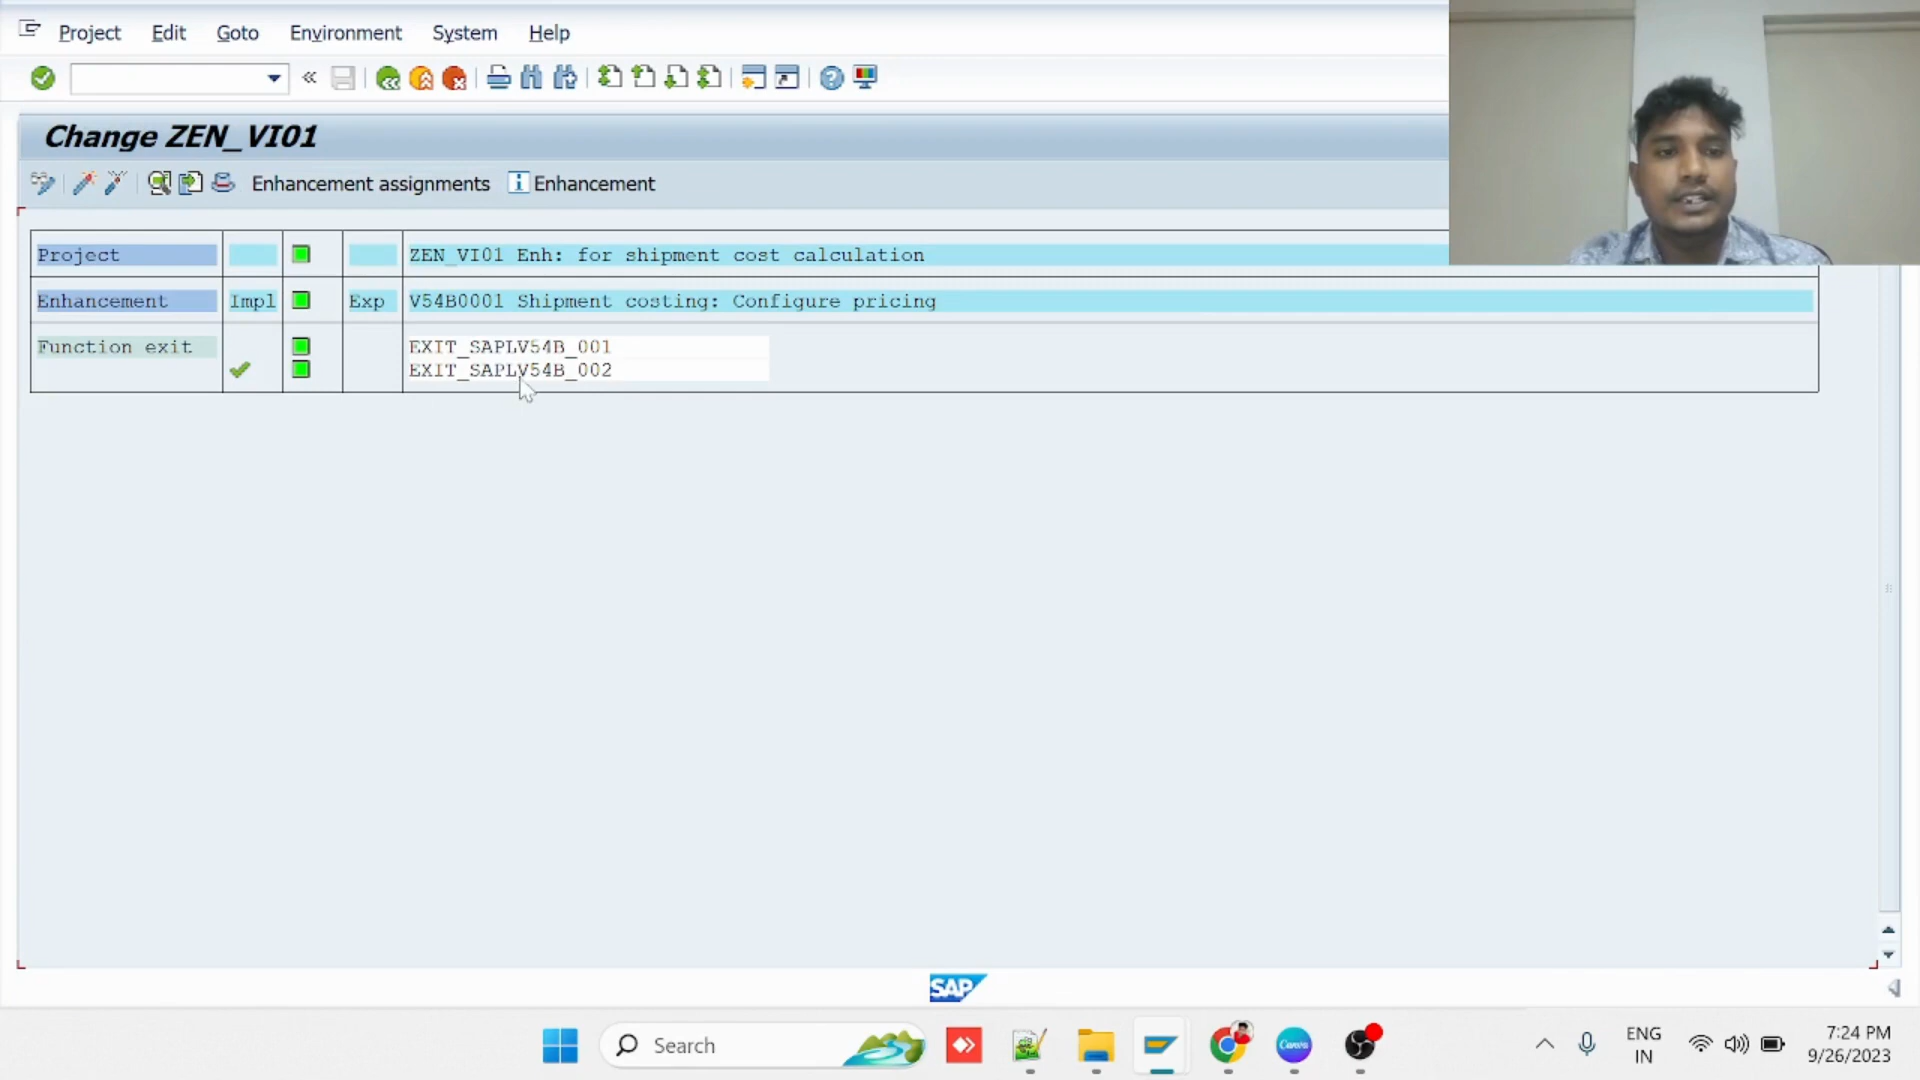 Project Edit Goto Environment System Help
Change ZEN_VI01
Enhancement assignments Enhancement
Project ZEN_VI01 Enh: for shipment cost calculation
Enhancement Impl Exp V54B0001 Shipment costing: Configure pricing
Function exit EXIT_SAPLV54B_001
EXIT_SAPLV54B_002
SAP
Search Canva ENG 7:24 PM
IN 9/26/2023